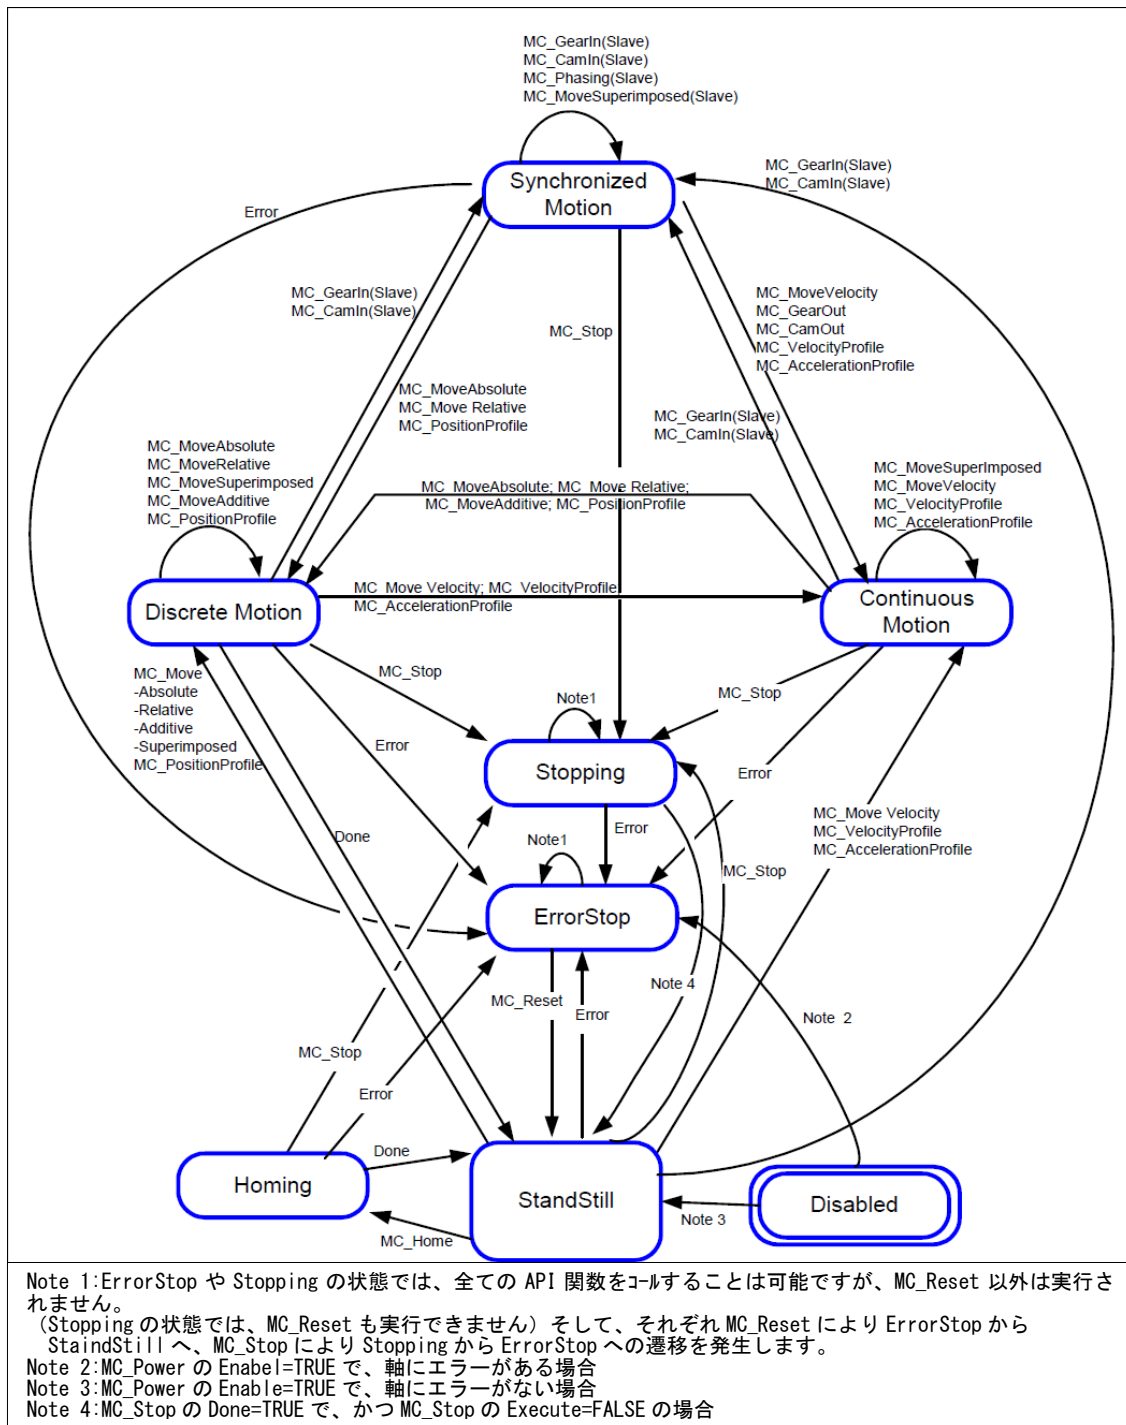 MC_GearIn(Slave)
MC_CamIn(Slave)
MC_Phasing(Slave)
MC_MoveSuperimposed(Slave)
Synchronized
Motion
MC_GearIn(Slave)
MC_CamIn(Slave)
Error
MC_GearIn(Slave)
MC_CamIn(Slave)
MC_MoveVelocity
MC_GearOut
MC_CamOut
MC_VelocityProfile
MC_AccelerationProfile
MC_Stop
MC_MoveAbsolute
MC_Move Relative
MC_PositionProfile
MC_GearIn(Slave)
MC_CamIn(Slave)
MC_MoveAbsolute
MC_MoveRelative
MC_MoveSuperimposed
MC_MoveAdditive
MC_PositionProfile
MC_MoveAbsolute; MC_Move Relative;
MC_MoveAdditive; MC_PositionProfile
MC_MoveSuperImposed
MC_MoveVelocity
MC_VelocityProfile
MC_AccelerationProfile
Discrete Motion
MC_Move Velocity; MC_VelocityProfile
MC_AccelerationProfile
Continuous
Motion
MC_Move
-Absolute
-Relative
-Additive
-Superimposed
MC_PositionProfile
MC_Stop
Note1
MC_Stop
Error
Stopping
Error
Done
Note1
Error
MC_Move Velocity
MC_VelocityProfile
MC_AccelerationProfile
MC_Stop
ErrorStop
MC_Reset
Error
Note 4
Note 2
MC_Stop
Error
Done
Homing
StandStill
Disabled
Note 3
MC_Home
Note 1:ErrorStop や Stopping の状態では、全ての API 関数をｺｰﾙすることは可能ですが、MC_Reset 以外は実行さ
れません。
（Stopping の状態では、MC_Reset も実行できません）そして、それぞれ MC_Reset により ErrorStop から
StaindStill へ、MC_Stop により Stopping から ErrorStop への遷移を発生します。
Note 2:MC_Power の Enabel=TRUE で、軸にエラーがある場合
Note 3:MC_Power の Enable=TRUE で、軸にエラーがない場合
Note 4:MC_Stop の Done=TRUE で、かつ MC_Stop の Execute=FALSE の場合